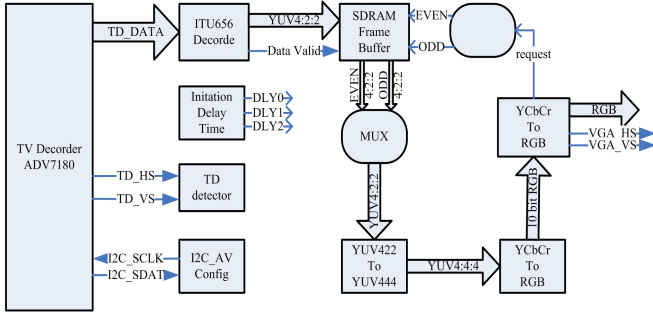 TV Decorder
ADV7180
TD_DATA
ITU656
Decorde
YUV4:2:2
Data Valid
SDRAM
Frame
Buffer
EVEN
ODD
request
Initation
Delay
Time
DLY0
DLY1
DLY2
EVEN
4:2:2
ODD
4:2:2
MUX
YCbCr
To
RGB
RGB
VGA_HS
VGA_VS
TD_HS
TD_VS
TD
detector
YUV4:2:2
10 bit RGB
I2C_SCLK
I2C_SDAT
I2C_AV
Config
YUV422
To
YUV444
YUV4:4:4
YCbCr
To
RGB